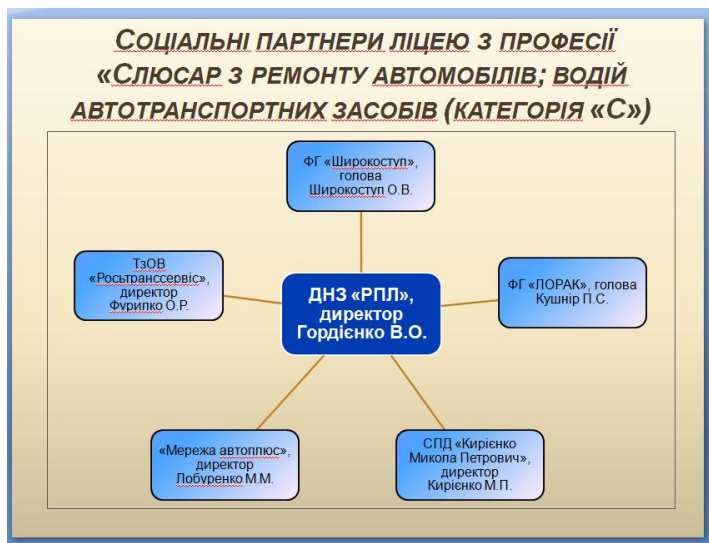 Соціальні партнери ліцею з професії
«Слюсар з ремонту автомобілів; водій
автотранспортних засобів (категорія «С»)
ФГ «Широкоступ»,
голова
Широкоступ О.В.
ТзОВ
«Росьтранссервіс»,
директор
Фурипко О.Р.
ДНЗ «РПЛ»,
директор
Гордієнко В.О.
ФГ «ЛОРАК», голова
Кушнір П.С.
«Мережа автоплюс»,
директор
Лобуренко М.М.
СПД «Кирієнко
Микола Петрович»,
директор
Кирієнко М.П.